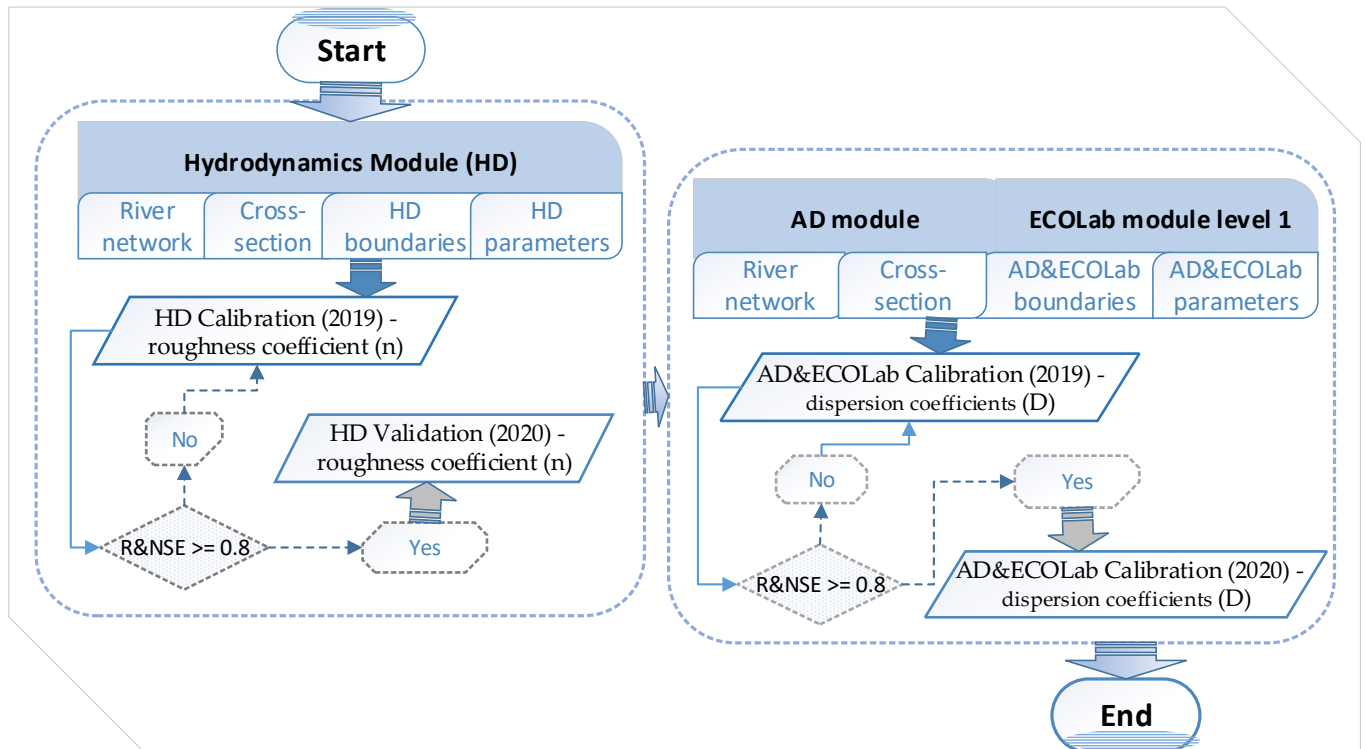 Start
Hydrodynamics Module (HD)
River
network
Cross-
section
HD
boundaries
HD
parameters
HD Calibration (2019) -
roughness coefficient (n)
No
HD Validation (2020) -
roughness coefficient (n)
R&NSE >= 0.8
Yes
AD module
ECOLab module level 1
River
network
Cross-
section
AD&ECOLab
boundaries
AD&ECOLab
parameters
AD&ECOLab Calibration (2019) -
dispersion coefficients (D)
No
Yes
R&NSE >= 0.8
AD&ECOLab Calibration (2020) -
dispersion coefficients (D)
End